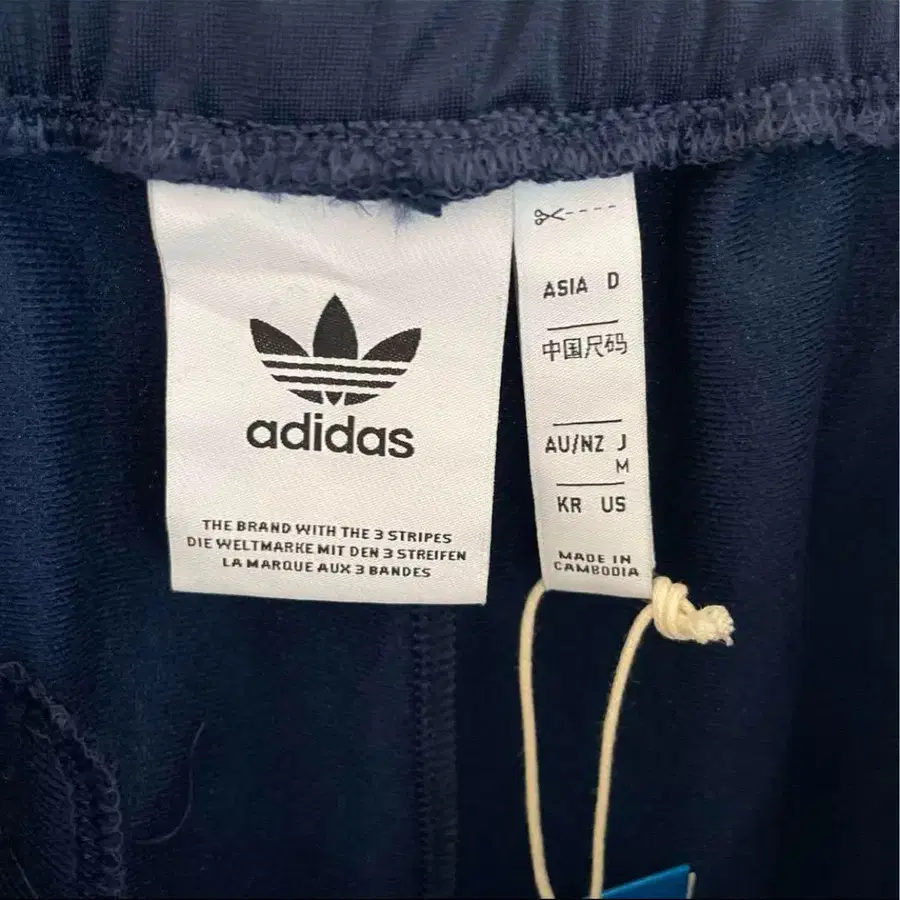 adidas
THE BRAND WITH THE 3 STRIPES
DIE WELTMARKE MIT DEN 3 STREIFEN
LA MARQUE AUX 3 BANDES
ASIA D
中国尺码
AU/NZ J
M
KR US
MADE IN
CAMBODIA